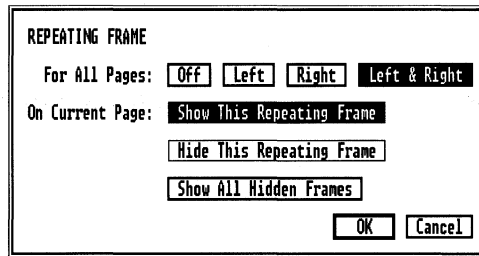 REPEATING FRAME
For All Pages: Off Left Right Left & Right
On Current Page: Show This Repeating Frame
Hide This Repeating Frame
Show All Hidden Frames
OK Cancel